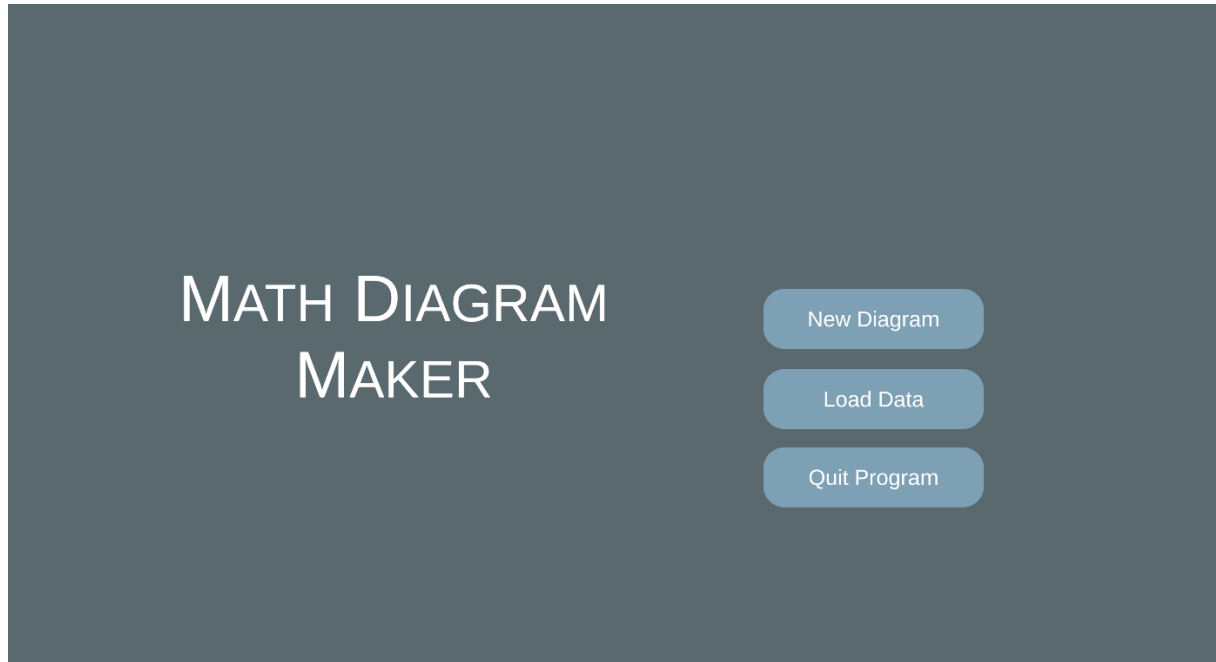 MATH DIAGRAM
MAKER
New Diagram
Load Data
Quit Program